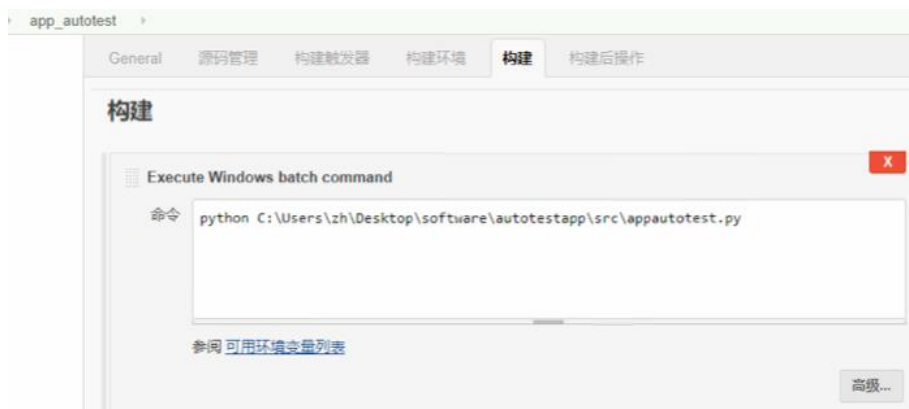 app_autotest
General 源码管理 构建触发器 构建环境 构建 构建后操作
构建
X
Execute Windows batch command
命令 python C:\Users\zh\Desktop\software\autotestapp\src\appautotest.py
参阅 可用环境变量列表
高级...